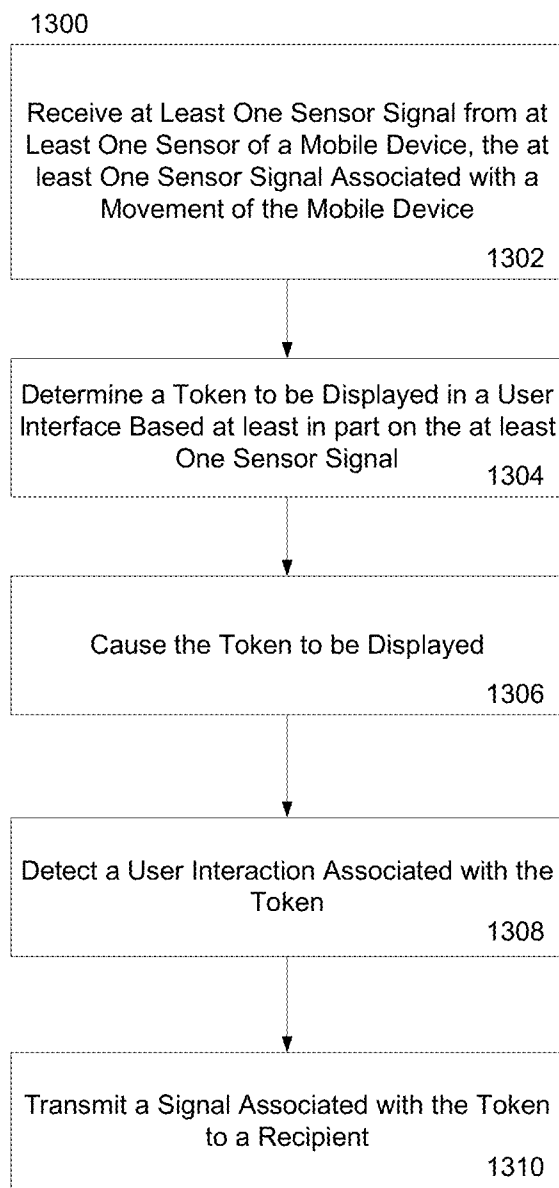 1300
Receive at Least One Sensor Signal from at
Least One Sensor of a Mobile Device, the at
least One Sensor Signal Associated with a
Movement of the Mobile Device
1302
Determine a Token to be Displayed in a User
Interface Based at least in part on the at least
One Sensor Signal
1304
Cause the Token to be Displayed
1306
Detect a User Interaction Associated with the
Token
1308
Transmit a Signal Associated with the Token
to a Recipient
1310